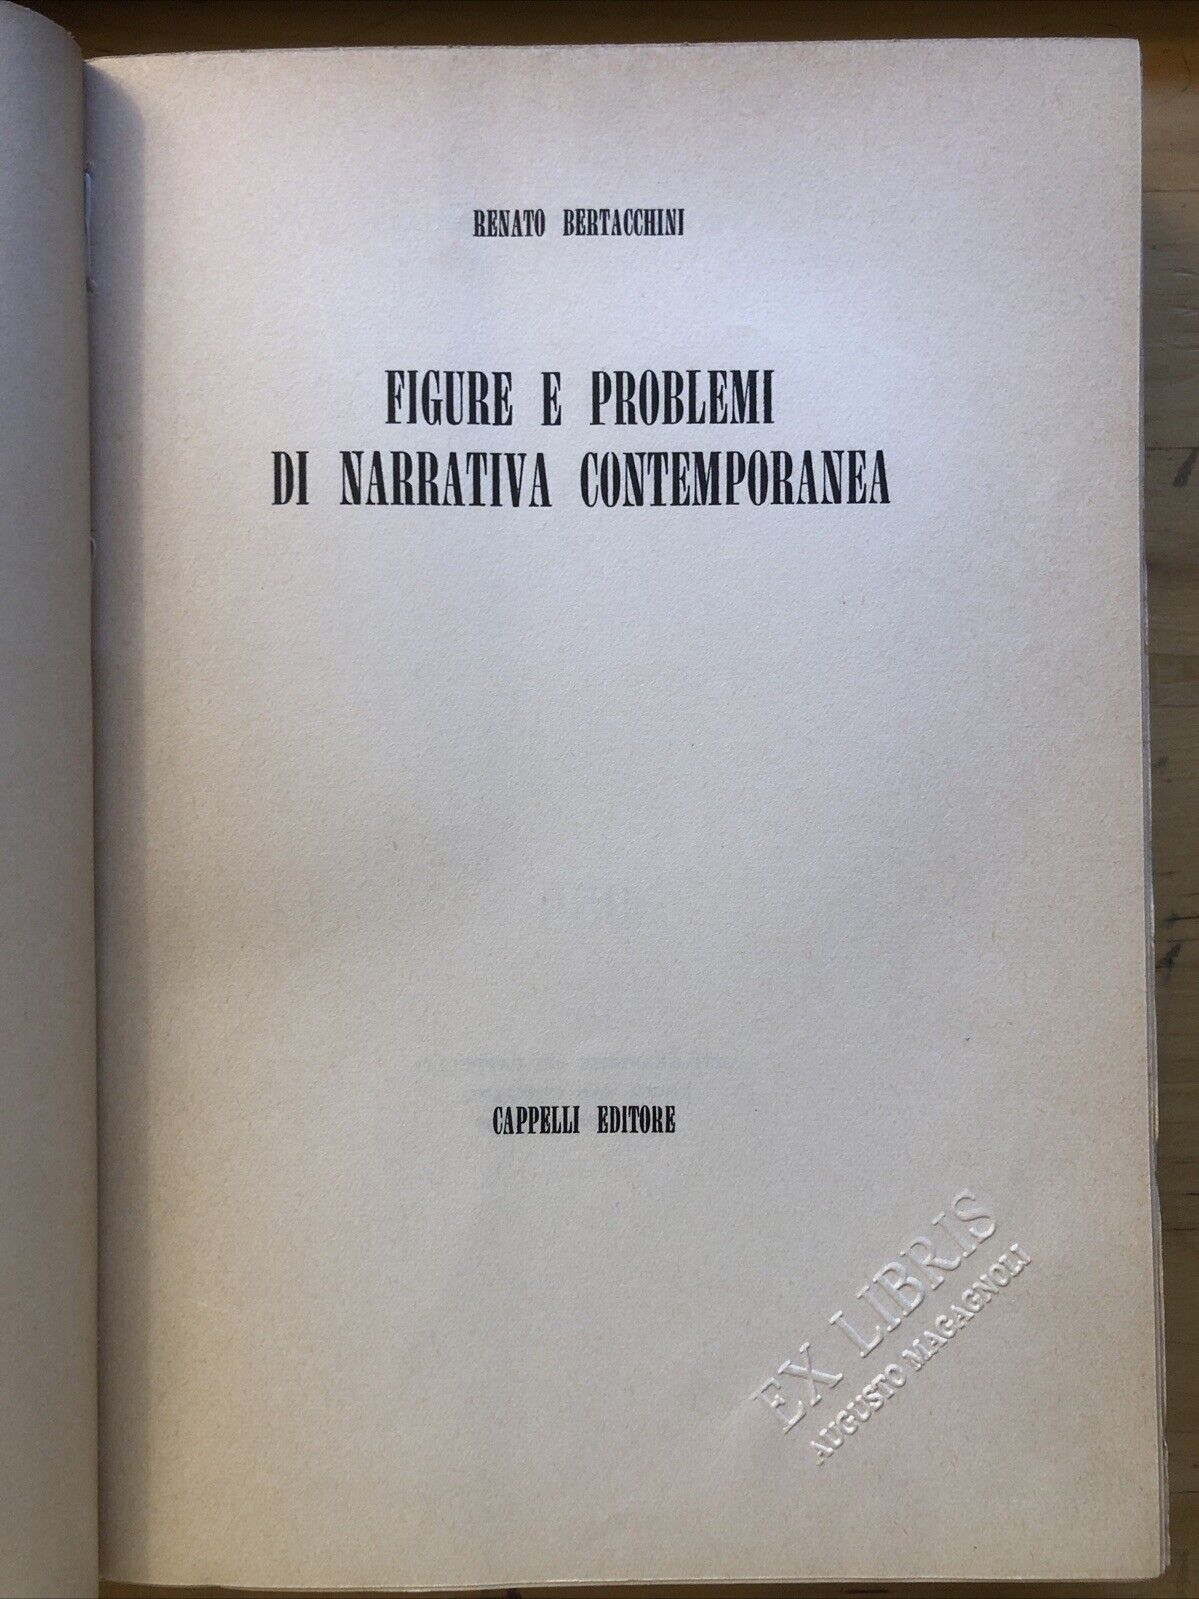 RENATO BERTACCHINI
FIGURE E PROBLEMI
DI NARRATIVA CONTEMPORANEA
CAPPELLI EDITORE
EX LIBRIS
AUGUSTO MAGAGNOLI